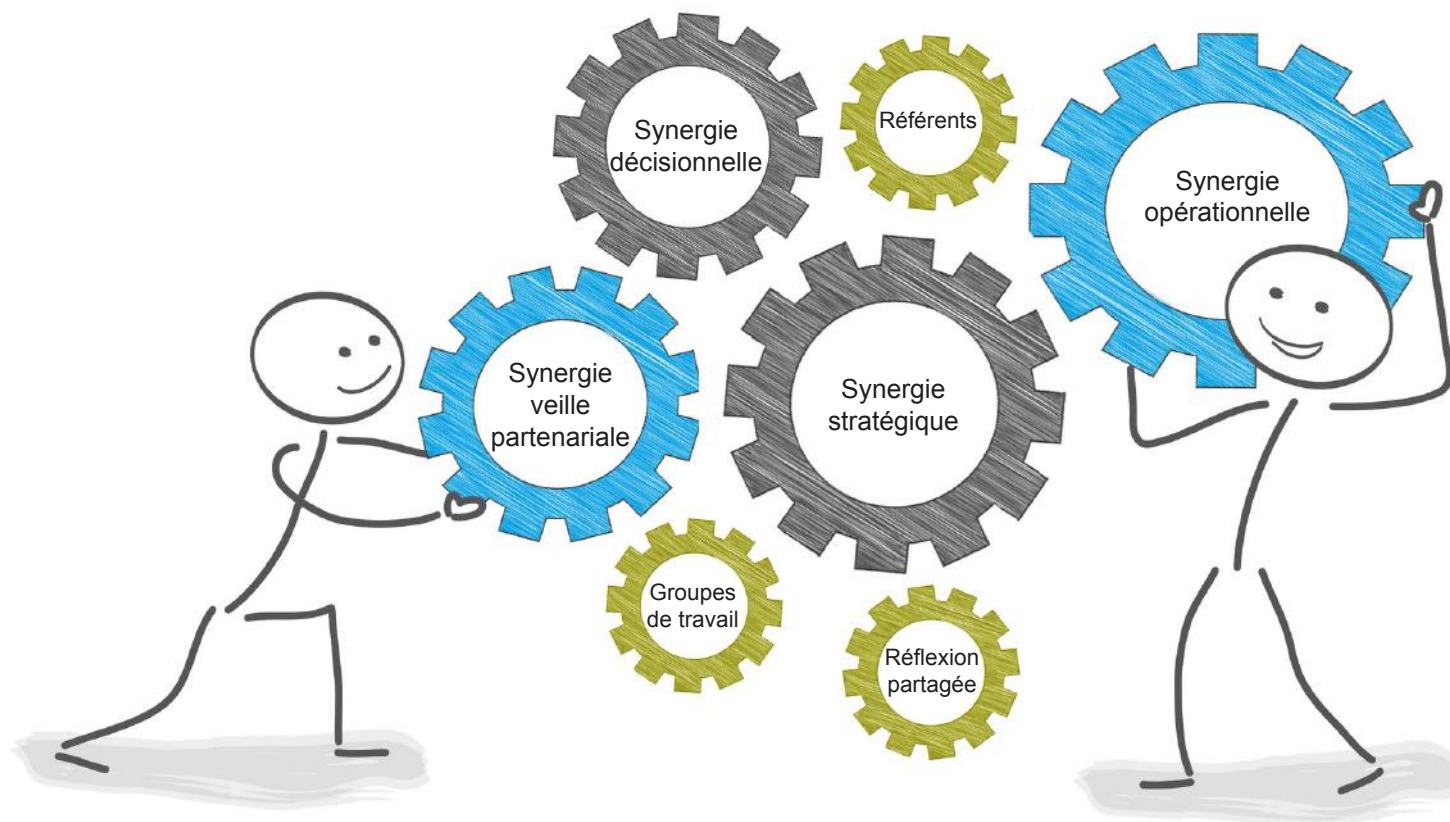 Synergie
décisionnelle
Référents
Synergie
opérationnelle
Synergie
veille
partenariale
Synergie
stratégique
Groupes
de travail
Réflexion
partagée